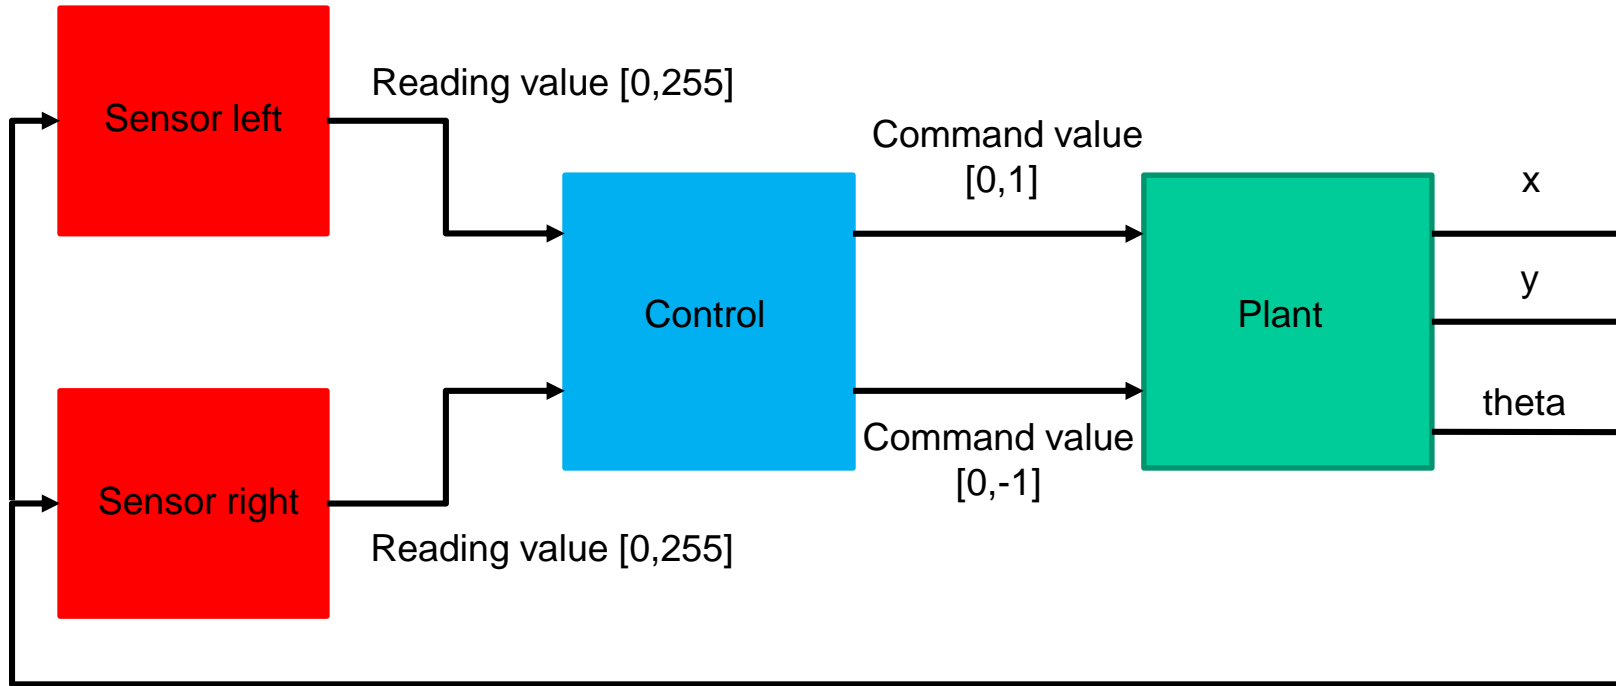 Sensor left
Reading value [0,255]
Command value
[0,1]
x
Control
Plant
y
theta
Command value
[0,-1]
Sensor right
Reading value [0,255]